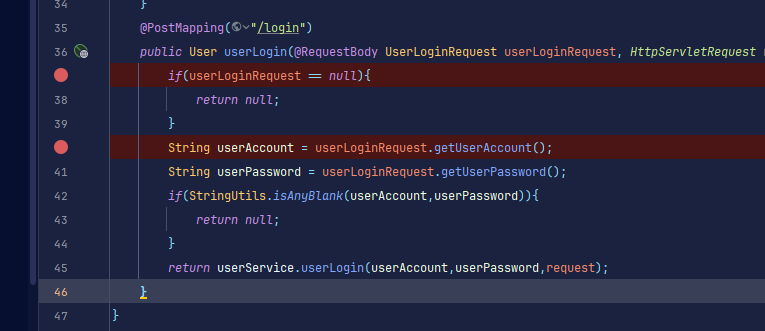 34 }
35 @PostMapping("/login")
36 public User userLogin(@RequestBody UserLoginRequest userLoginRequest, HttpServletRequest
if(userLoginRequest == null){
38 return null;
39 }
String userAccount = userLoginRequest.getUserAccount();
41 String userPassword = userLoginRequest.getUserPassword();
42 if(StringUtils.isAnyBlank(userAccount,userPassword)){
43 return null;
44 }
45 return userService.userLogin(userAccount,userPassword,request);
46 }
47 }